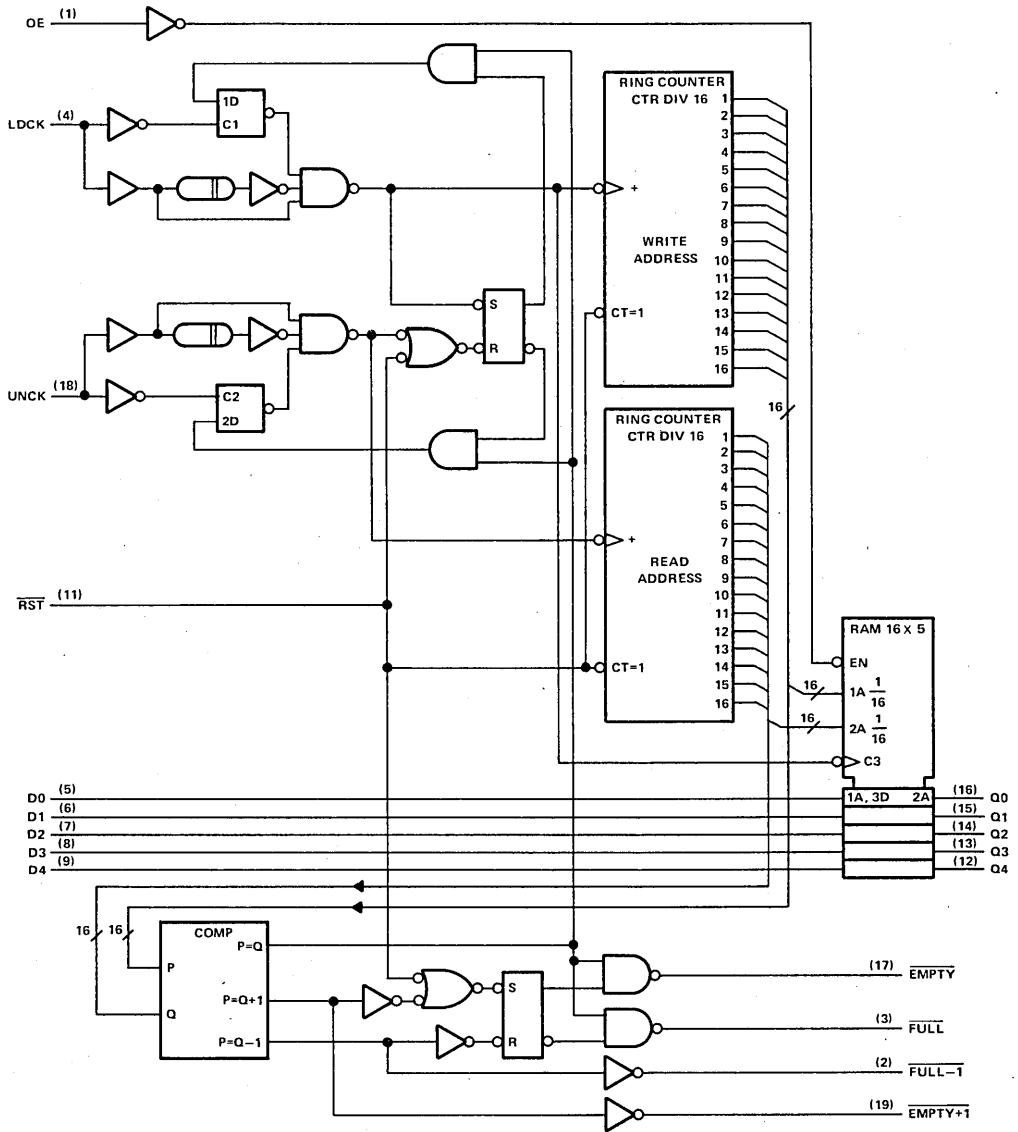 OE (1)
LDCK (4)
1D
C1
UNCK (18)
C2
2D
S
R
RING COUNTER
CTR DIV 16
1
2
3
4
5
6
7
8
9
10
11
12
13
14
15
16
+
WRITE
ADDRESS
CT=1
16
RING COUNTER
CTR DIV 16
1
2
3
4
5
6
7
8
9
10
11
12
13
14
15
16
+
READ
ADDRESS
CT=1
RST (11)
RAM 16 X 5
EN
16
1A 1/16
16
2A 1/16
C3
D0 (5)
1A, 3D 2A
(16) Q0
D1 (6)
(15) Q1
D2 (7)
(14) Q2
D3 (8)
(13) Q3
D4 (9)
(12) Q4
16
16
COMP
P=Q
P
P=Q+1
Q
P=Q−1
S
R
(17) EMPTY
(3) FULL
(2) FULL−1
(19) EMPTY+1